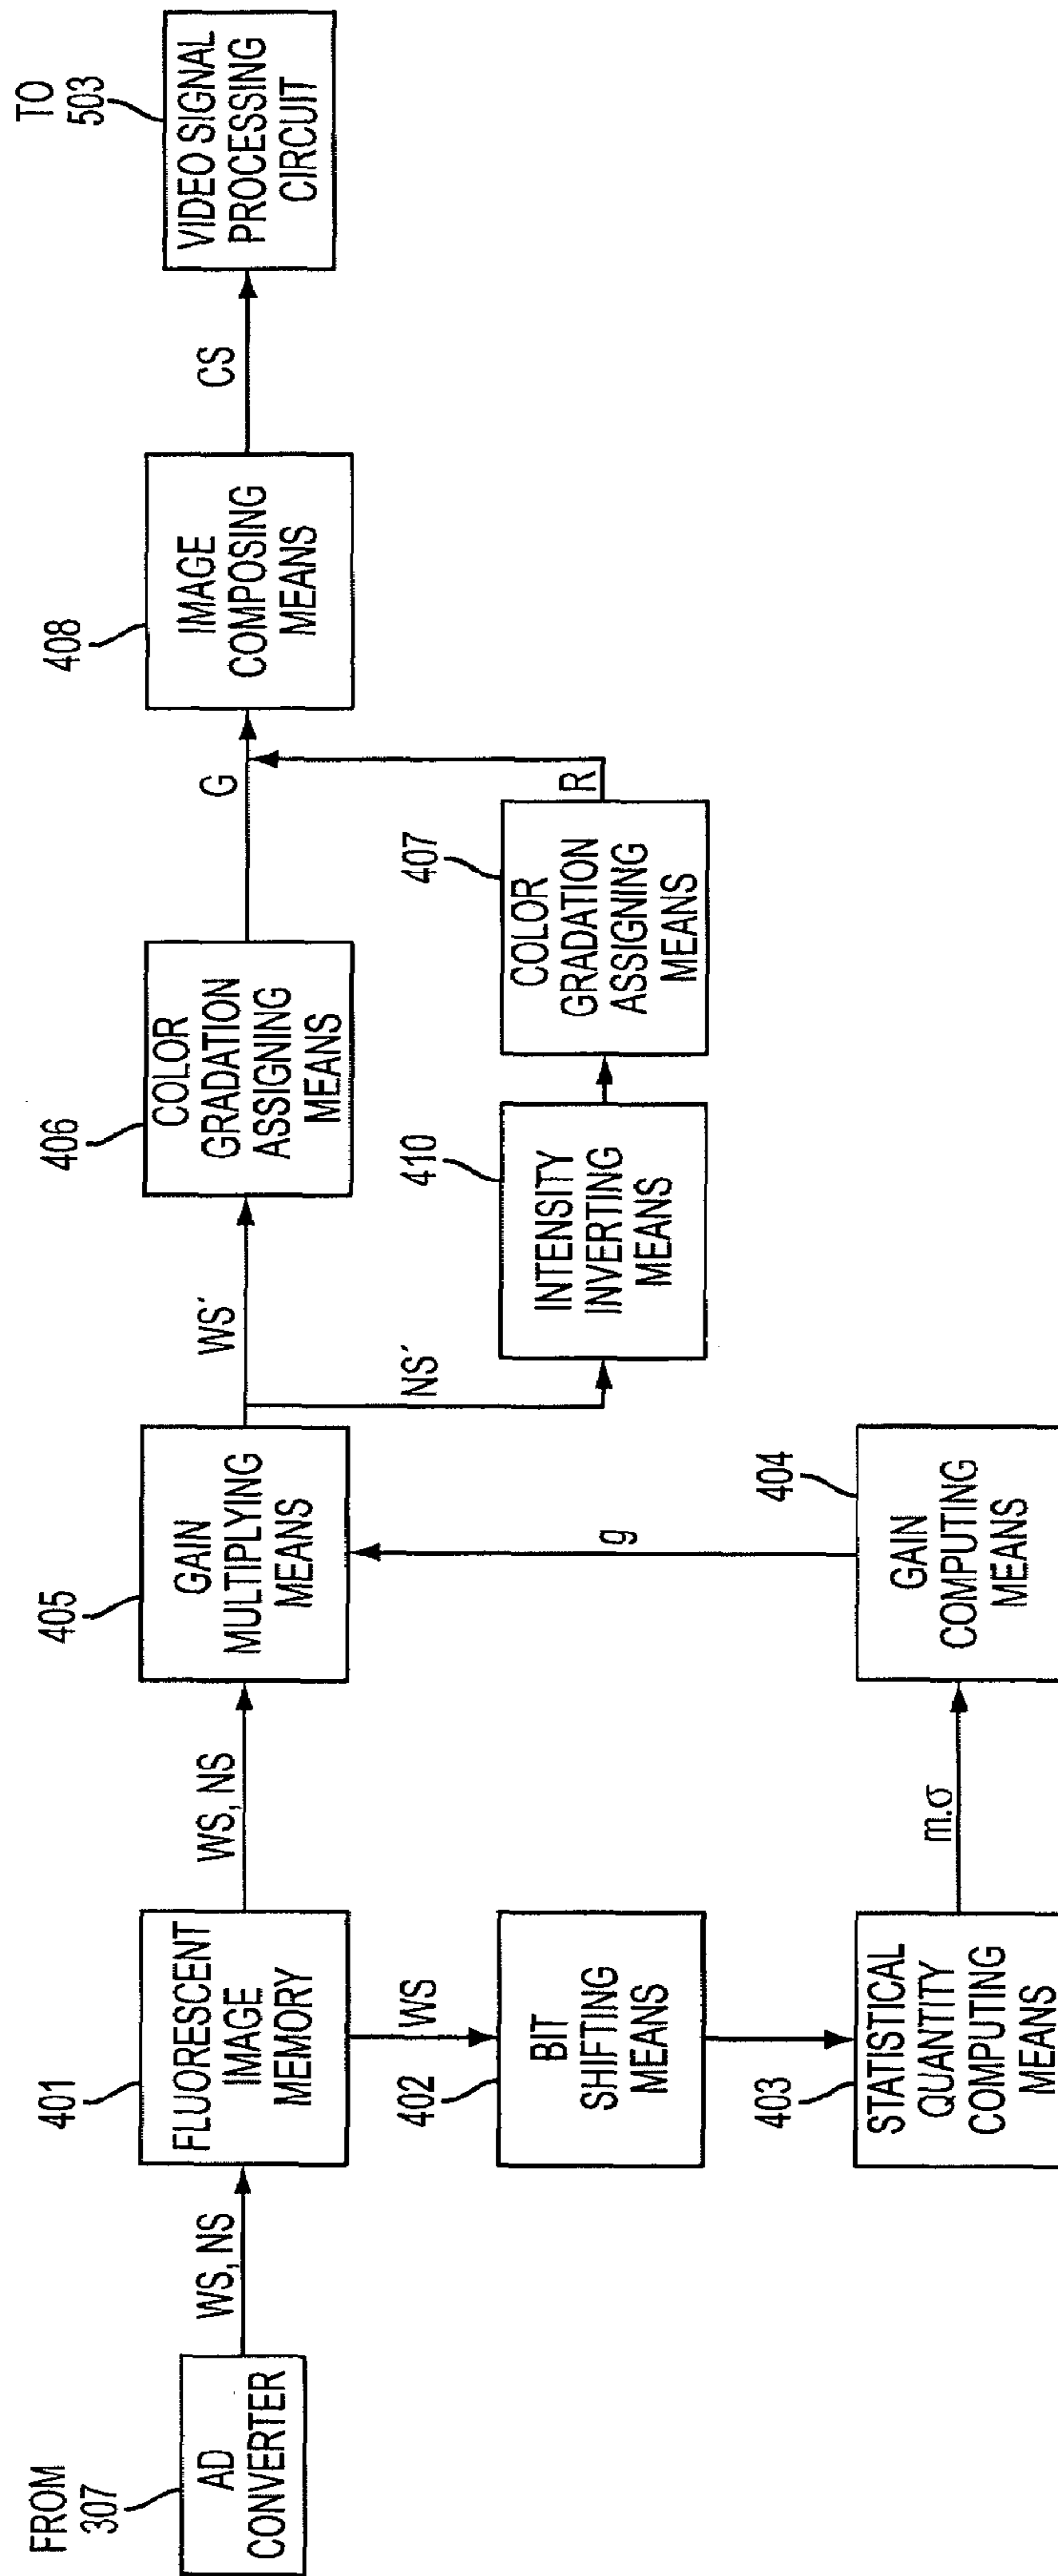 FROM
307
AD
CONVERTER
WS, NS
401
FLUORESCENT
IMAGE
MEMORY
WS, NS
405
GAIN
MULTIPLYING
MEANS
WS´
406
COLOR
GRADATION
ASSIGNING
MEANS
G
408
IMAGE
COMPOSING
MEANS
CS
TO
503
VIDEO SIGNAL
PROCESSING
CIRCUIT
WS
402
BIT
SHIFTING
MEANS
NS´
410
INTENSITY
INVERTING
MEANS
407
COLOR
GRADATION
ASSIGNING
MEANS
R
403
STATISTICAL
QUANTITY
COMPUTING
MEANS
m.σ
404
GAIN
COMPUTING
MEANS
g